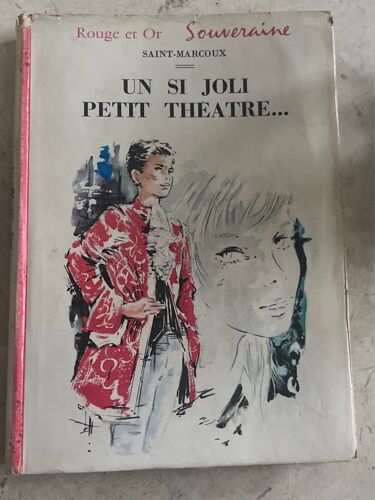 Rouge et Or Souveraine
SAINT-MARCOUX
UN SI JOLI
PETIT THÉATRE...